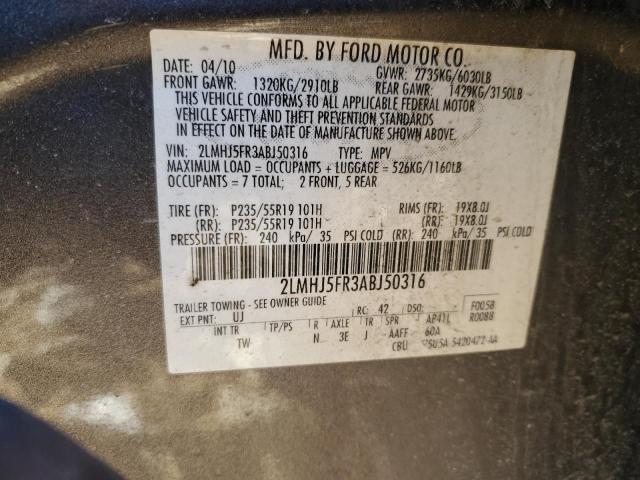 MFD. BY FORD MOTOR CO.
DATE: 04/10 GVWR: 2735KG/6030LB
FRONT GAWR: 1320KG/2910LB REAR GAWR: 1429KG/3150LB
THIS VEHICLE CONFORMS TO ALL APPLICABLE FEDERAL MOTOR
VEHICLE SAFETY AND THEFT PREVENTION STANDARDS
IN EFFECT ON THE DATE OF MANUFACTURE SHOWN ABOVE.
VIN: 2LMHJ5FR3ABJ50316 TYPE: MPV
MAXIMUM LOAD = OCCUPANTS + LUGGAGE = 526KG/1160LB
OCCUPANTS = 7 TOTAL; 2 FRONT, 5 REAR
TIRE (FR): P235/55R19 101H RIMS (FR): 19X8.0J
(RR): P235/55R19 101H (RR): 19X8.0J
PRESSURE (FR): 240 kPa/ 35 PSI COLD (RR): 240 kPa/ 35 PSI COLD
2LMHJ5FR3ABJ50316
TRAILER TOWING - SEE OWNER GUIDE
EXT PNT: UJ RC: 42 DSO: F0058
INT TR TP/PS R AXLE TR SPR AP41L R0088
TW N 3E J AAFF 60A
CBU 5420472-AA